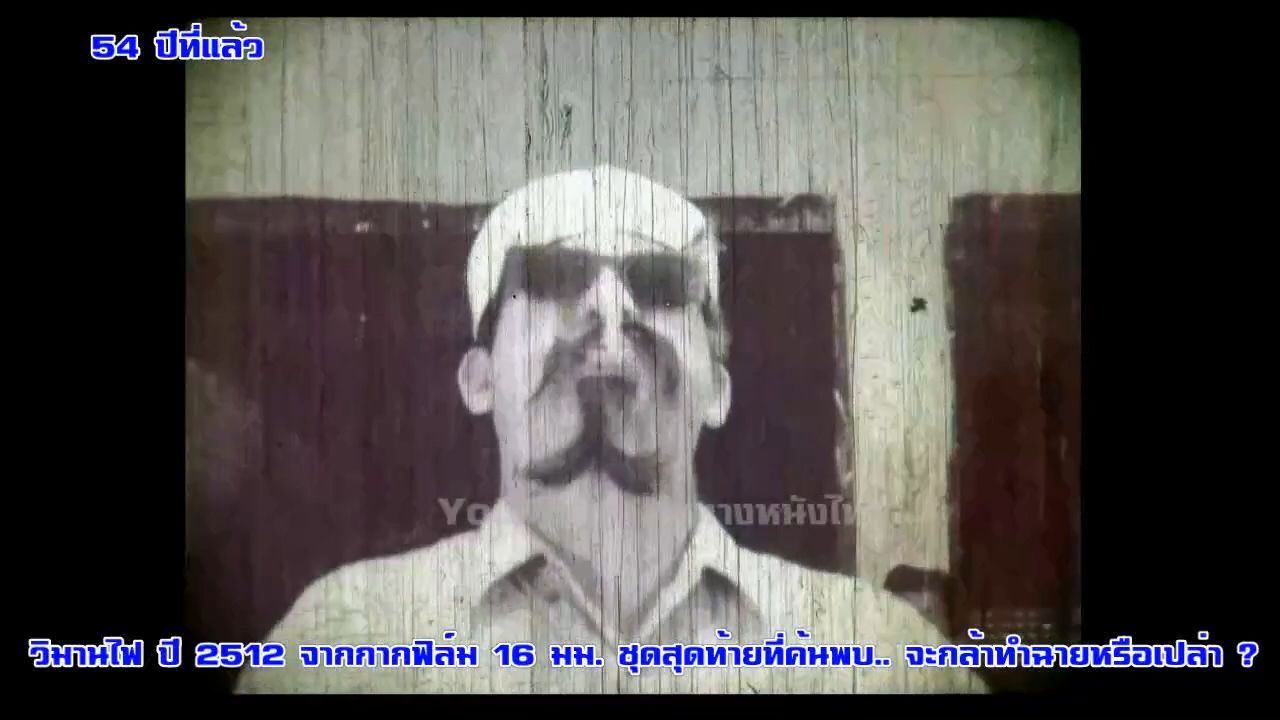 54 ปีที่แล้ว
วิมานไฟ ปี 2512 จากกากฟิล์ม 16 มม. ชุดสุดท้ายที่ค้นพบ.. จะกล้าทำฉายหรือเปล่า ?